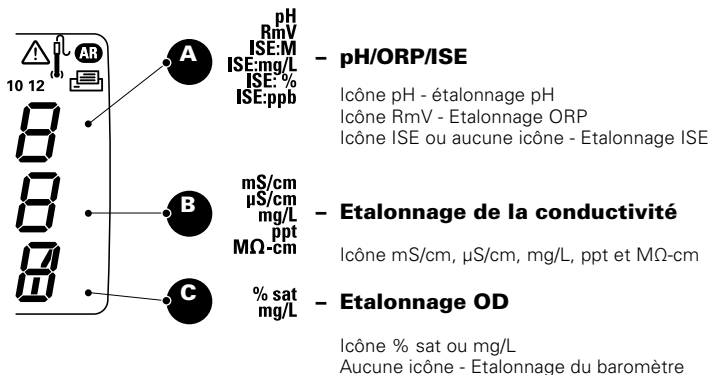 AR
10 12
A
pH
RmV
ISE:M
ISE:mg/L
ISE: %
ISE:ppb
– pH/ORP/ISE
Icône pH - étalonnage pH
Icône RmV - Etalonnage ORP
Icône ISE ou aucune icône - Etalonnage ISE
8
B
mS/cm
µS/cm
mg/L
ppt
MΩ-cm
– Etalonnage de la conductivité
Icône mS/cm, µS/cm, mg/L, ppt et MΩ-cm
8
C
% sat
mg/L
– Etalonnage OD
Icône % sat ou mg/L
Aucune icône - Etalonnage du baromètre